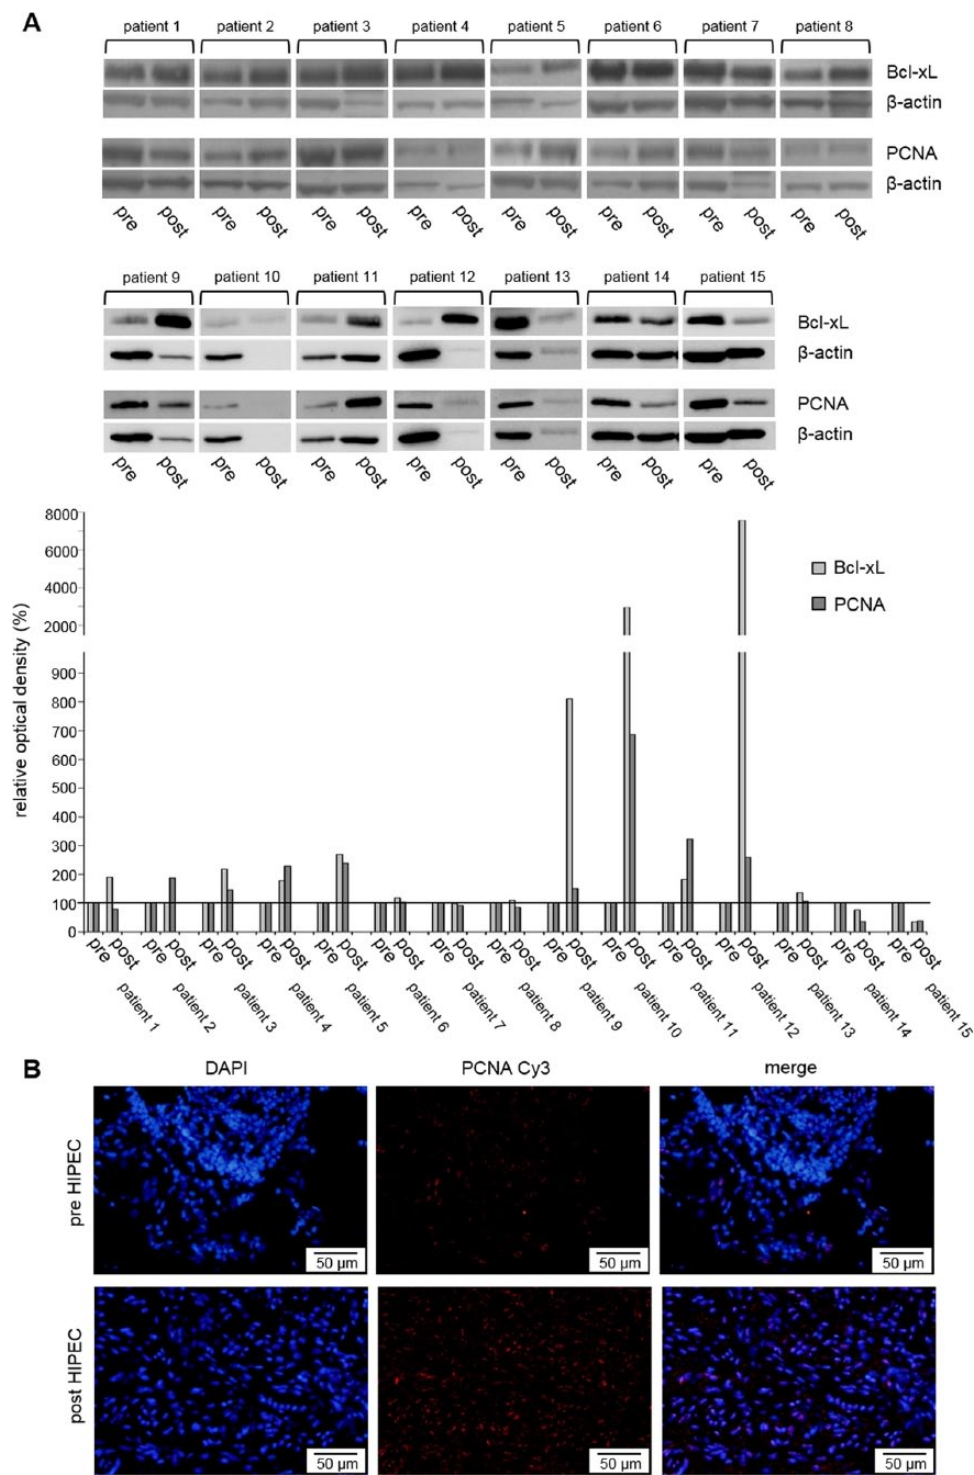 A
patient 1 patient 2 patient 3 patient 4 patient 5 patient 6 patient 7 patient 8
Bcl-xL
β-actin
PCNA
β-actin
pre post pre post pre post pre post pre post pre post pre post pre post
patient 9 patient 10 patient 11 patient 12 patient 13 patient 14 patient 15
Bcl-xL
β-actin
PCNA
β-actin
pre post pre post pre post pre post pre post pre post pre post
relative optical density (%)
8000
6000
4000
2000
900
800
700
600
500
400
300
200
100
0
Bcl-xL
PCNA
pre post pre post pre post pre post pre post pre post pre post pre post pre post pre post pre post pre post pre post pre post pre post
patient 1 patient 2 patient 3 patient 4 patient 5 patient 6 patient 7 patient 8 patient 9 patient 10 patient 11 patient 12 patient 13 patient 14 patient 15
B
DAPI PCNA Cy3 merge
pre HIPEC
50 µm 50 µm 50 µm
post HIPEC
50 µm 50 µm 50 µm